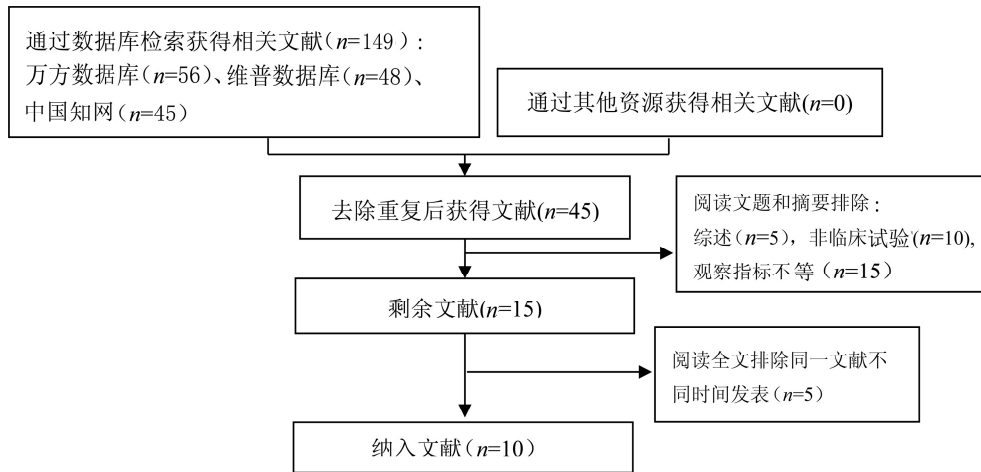 通过数据库检索获得相关文献(n=149):
万方数据库(n=56)、维普数据库(n=48)、
中国知网(n=45)
通过其他资源获得相关文献(n=0)
去除重复后获得文献(n=45)
阅读文题和摘要排除:
综述(n=5), 非临床试验(n=10),
观察指标不等(n=15)
剩余文献(n=15)
阅读全文排除同一文献不
同时间发表(n=5)
纳入文献(n=10)